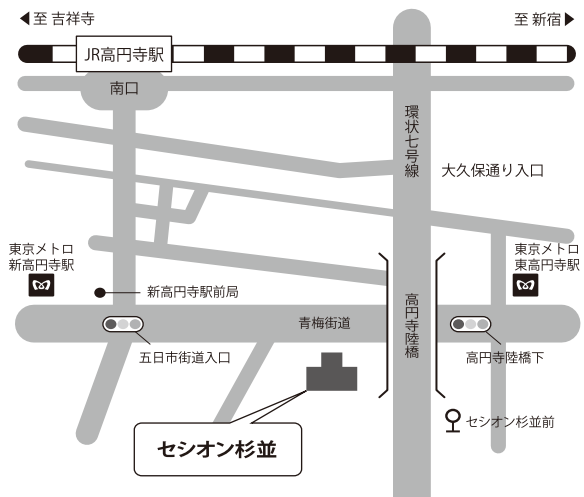 至 吉祥寺
至 新宿
JR高円寺駅
南口
環状七号線
大久保通り入口
東京メトロ
新高円寺駅
東京メトロ
東高円寺駅
新高円寺駅前局
青梅街道
高円寺陸橋
五日市街道入口
高円寺陸橋下
セシオン杉並前
セシオン杉並